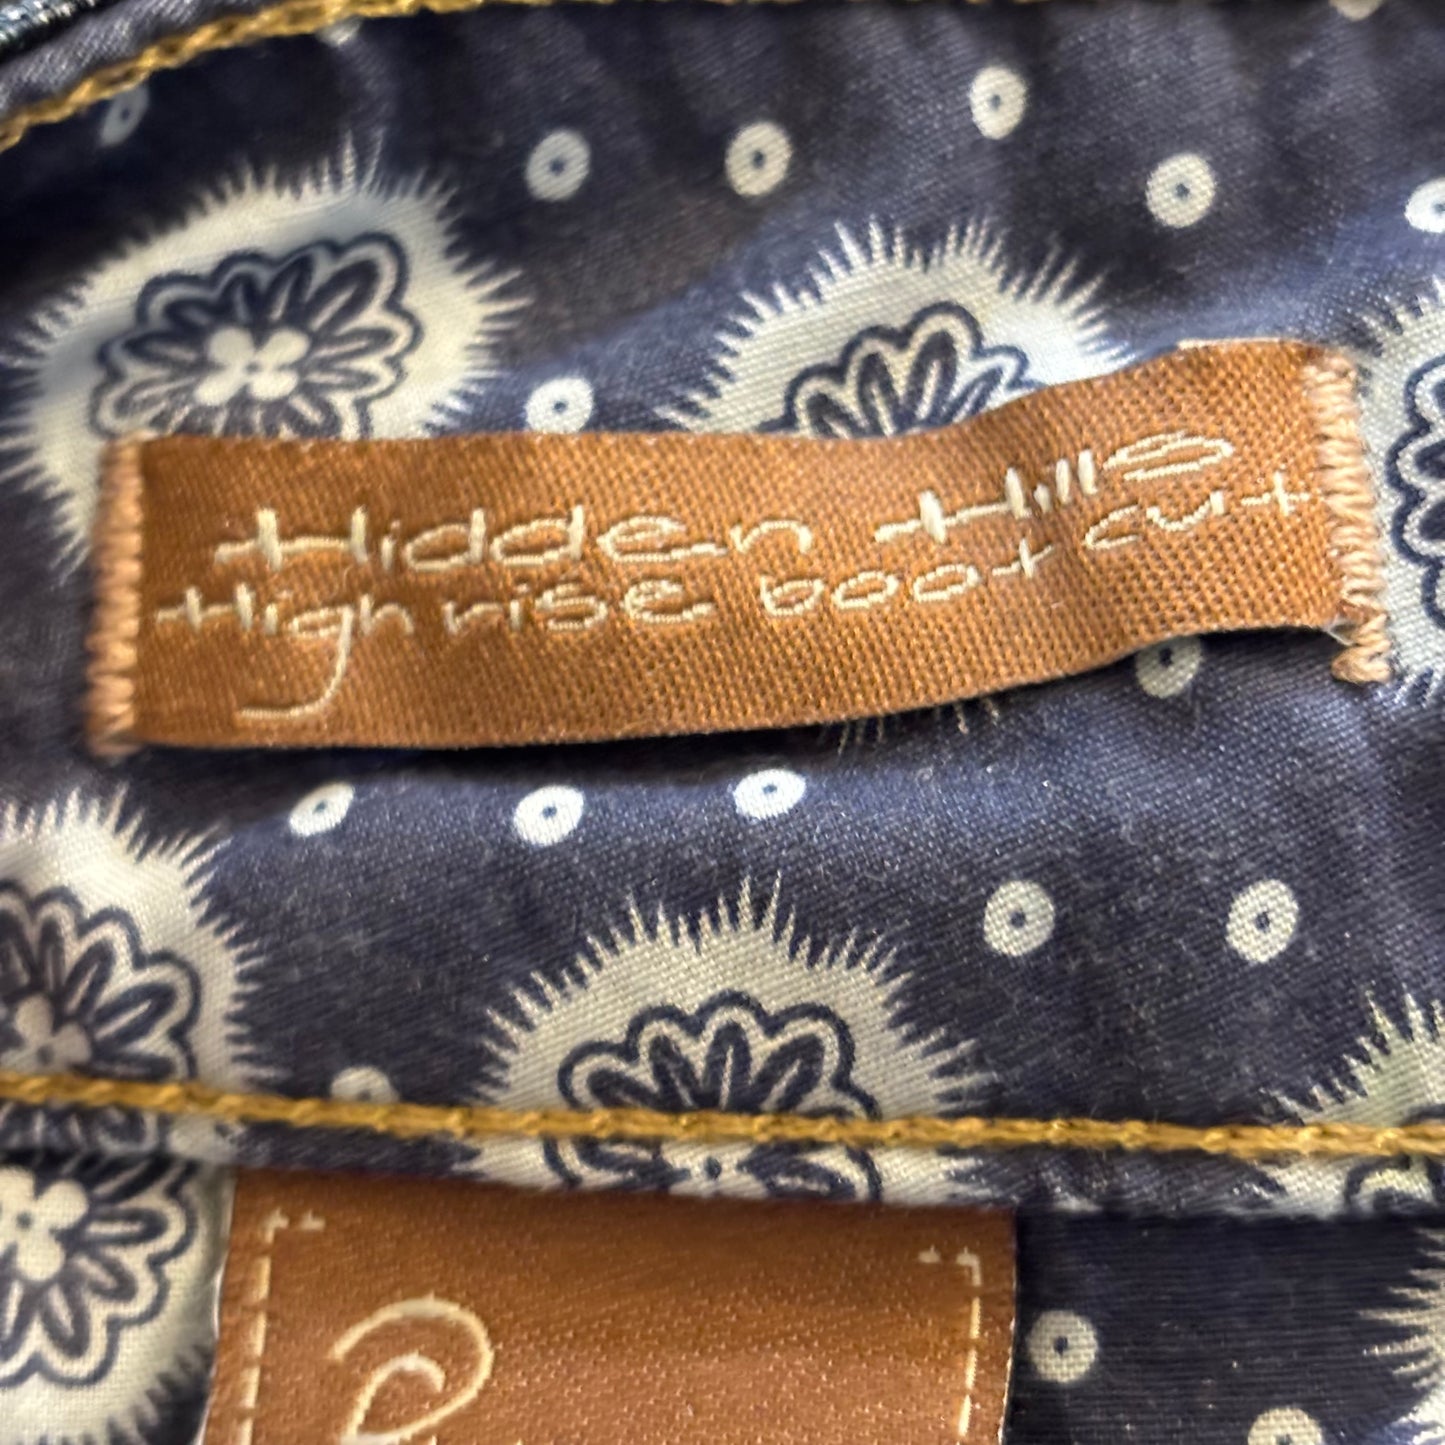 Hidden Hills
High rise boot cut